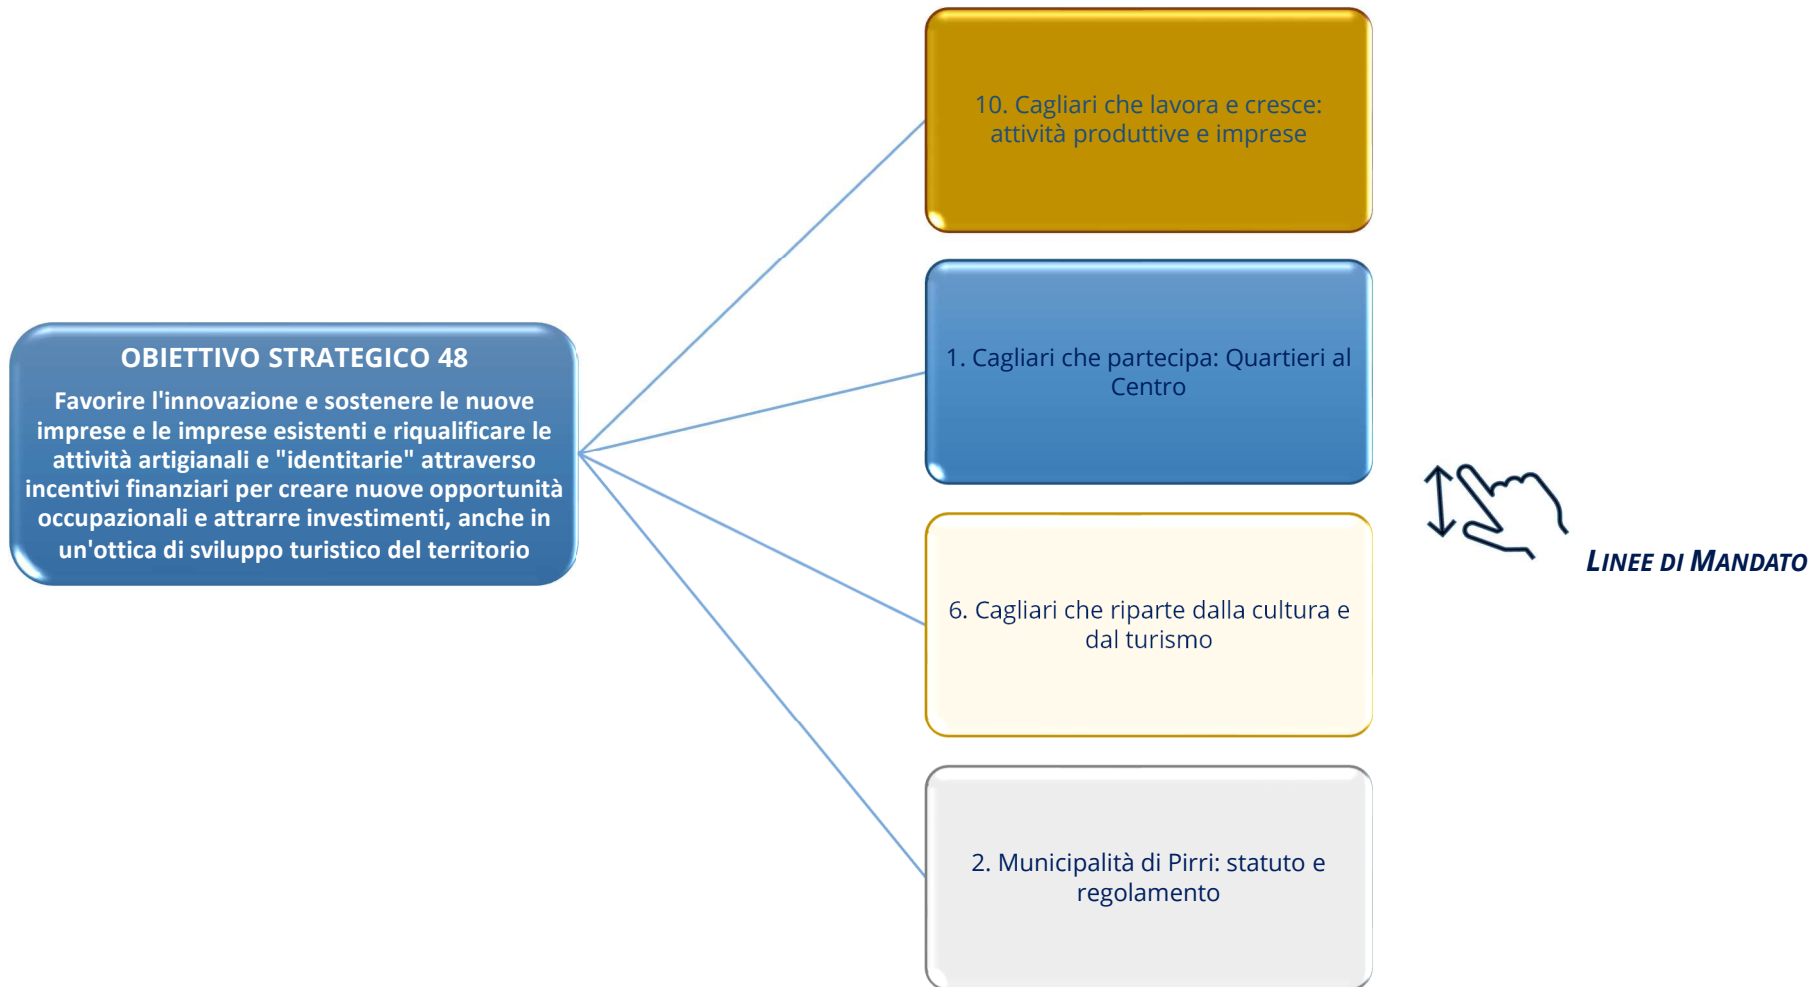 OBIETTIVO STRATEGICO 48
Favorire l'innovazione e sostenere le nuove
imprese e le imprese esistenti e riqualificare le
attività artigianali e "identitarie" attraverso
incentivi finanziari per creare nuove opportunità
occupazionali e attrarre investimenti, anche in
un'ottica di sviluppo turistico del territorio
10. Cagliari che lavora e cresce:
attività produttive e imprese
1. Cagliari che partecipa: Quartieri al
Centro
6. Cagliari che riparte dalla cultura e
dal turismo
2. Municipalità di Pirri: statuto e
regolamento
LINEE DI MANDATO